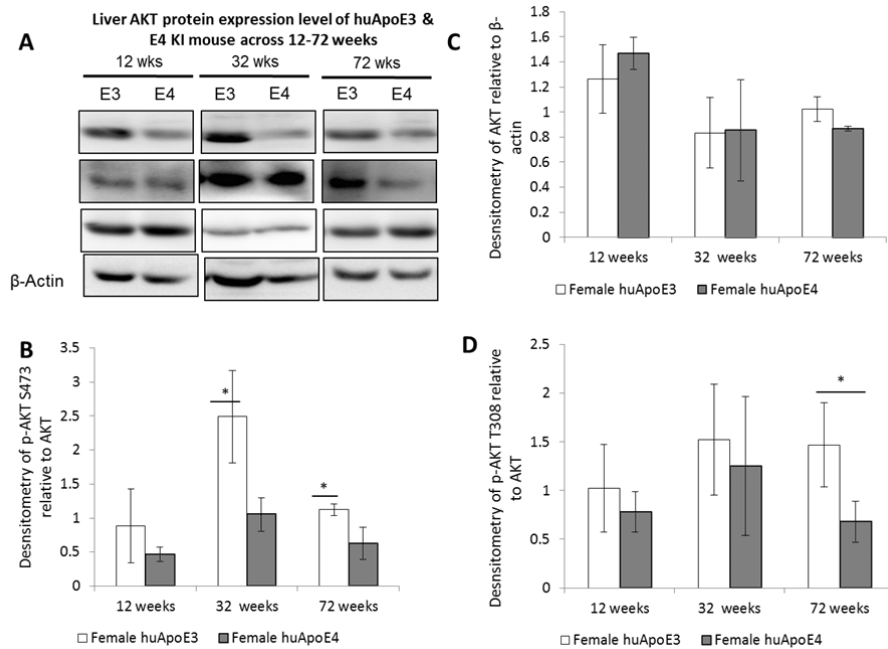 Liver AKT protein expression level of huApoE3 &
E4 KI mouse across 12-72 weeks
A
12 wks 32 wks 72 wks
E3 E4 E3 E4 E3 E4
β-Actin
C
Desnsitometry of AKT relative to β-
actin
1.8
1.6
1.4
1.2
1
0.8
0.6
0.4
0.2
0
12 weeks 32 weeks 72 weeks
Female huApoE3 Female huApoE4
B
Desnsitometry of p-AKT S473
relative to AKT
3.5
3
2.5
2
1.5
1
0.5
0
*
*
12 weeks 32 weeks 72 weeks
Female huApoE3 Female huApoE4
D
Desnsitometry of p-AKT T308 relative
to AKT
2.5
2
1.5
1
0.5
0
*
12 weeks 32 weeks 72 weeks
Female huApoE3 Female huApoE4